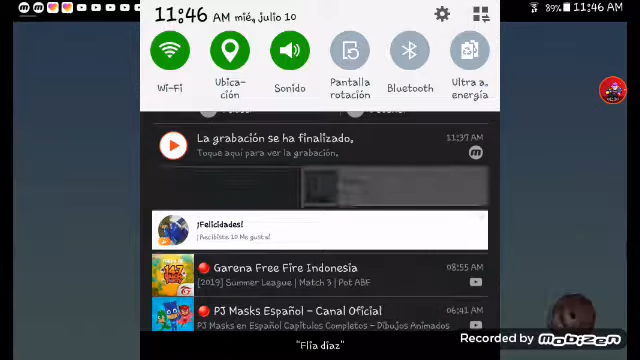 89% 11:46 AM
11:46 AM mié, julio 10
Wi-Fi
Ubica-
ción
Sonido
Pantalla
rotación
Bluetooth
Ultra a.
energía
La grabación se ha finalizado.
11:37 AM
Toque aquí para ver la grabación.
¡Felicidades!
¡Recibiste 10 Me gusta!
Garena Free Fire Indonesia
08:55 AM
[2019] Summer League | Match 3 | Pot ABF
PJ Masks Español - Canal Oficial
06:41 AM
PJ Masks en Español Capítulos Completos - Dibujos Animados
"Flia diaz"
Recorded by Mobizen